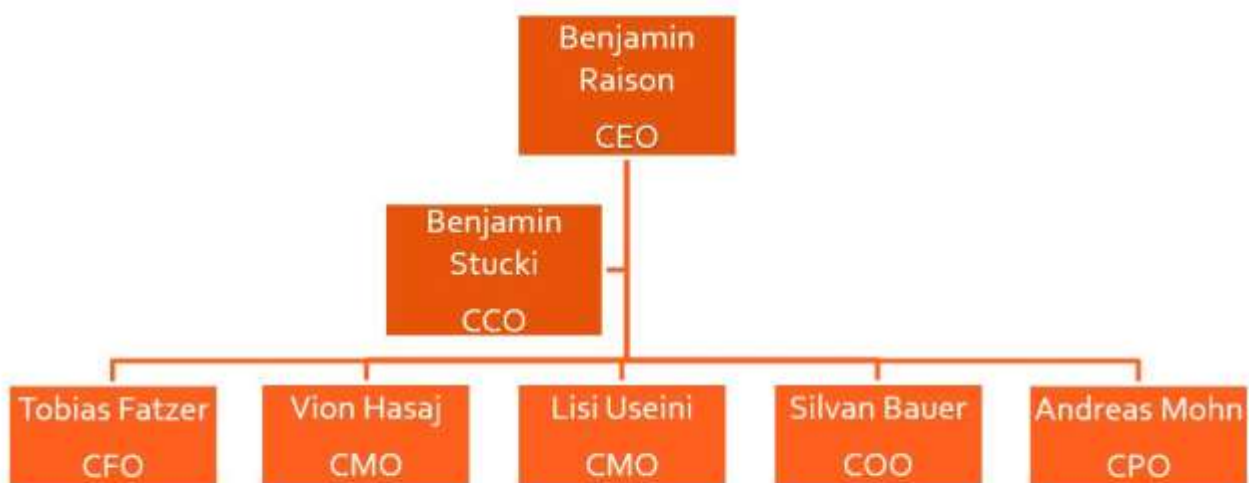 Benjamin
Raison
CEO
Benjamin
Stucki
CCO
Tobias Fatzer
CFO
Vion Hasaj
CMO
Lisi Useini
CMO
Silvan Bauer
COO
Andreas Mohn
CPO